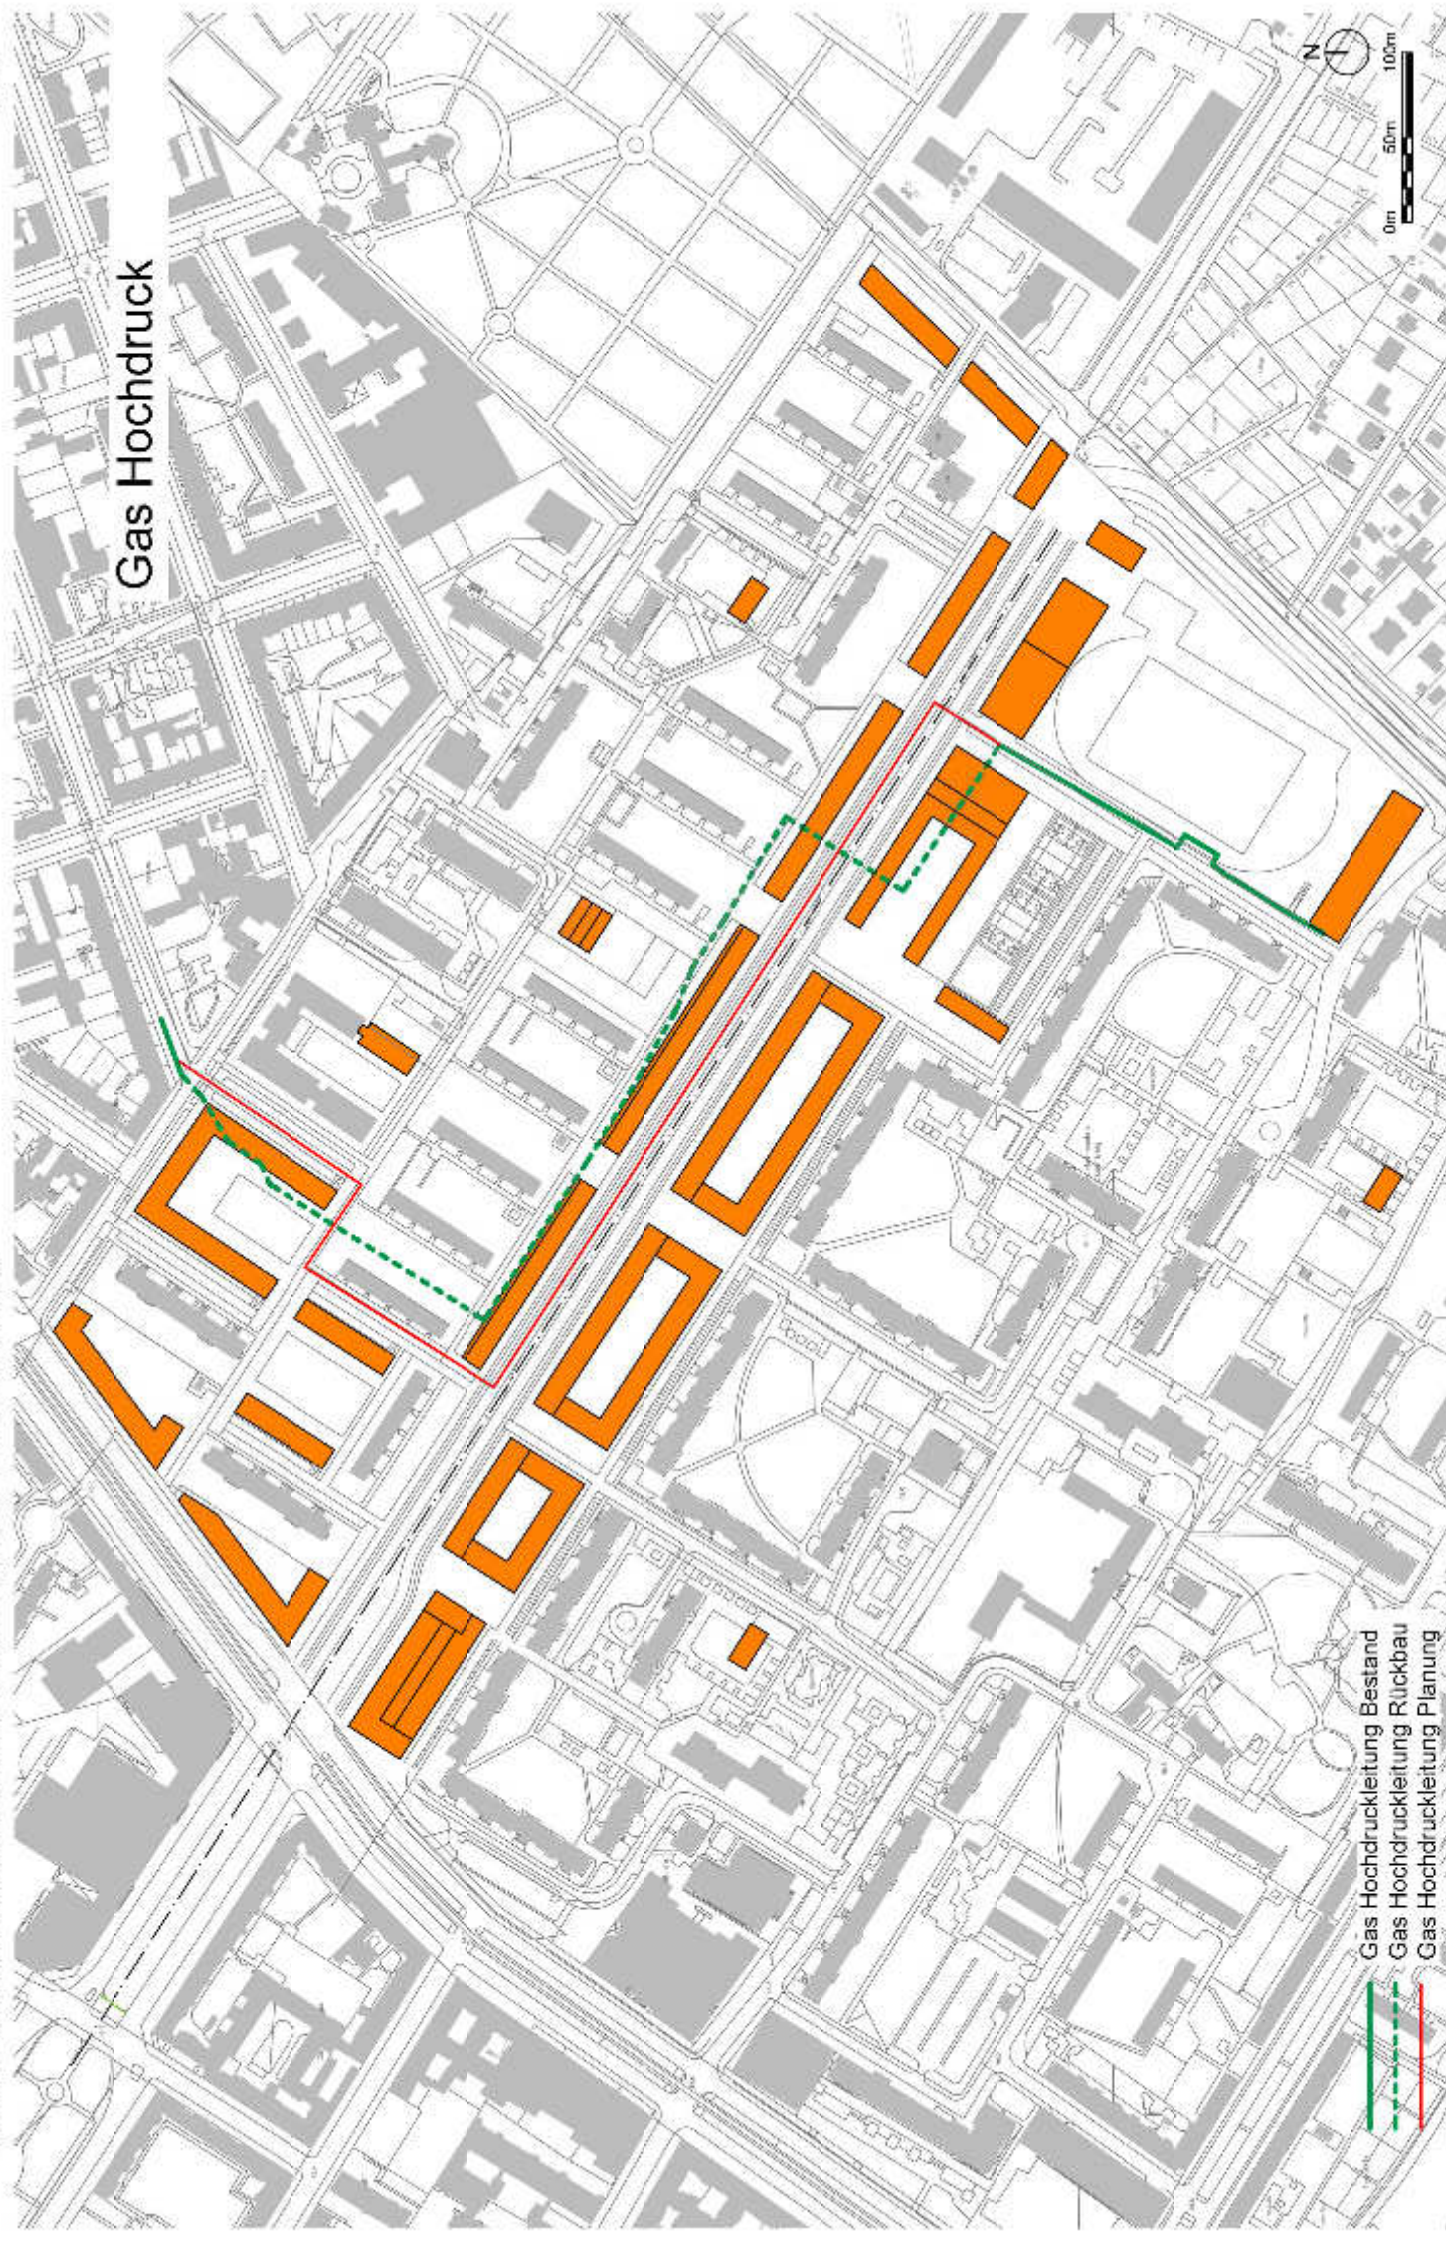 Gas Hochdruck
N
0m 50m 100m
Gas Hochdruckleitung Bestand
Gas Hochdruckleitung Rückbau
Gas Hochdruckleitung Planung